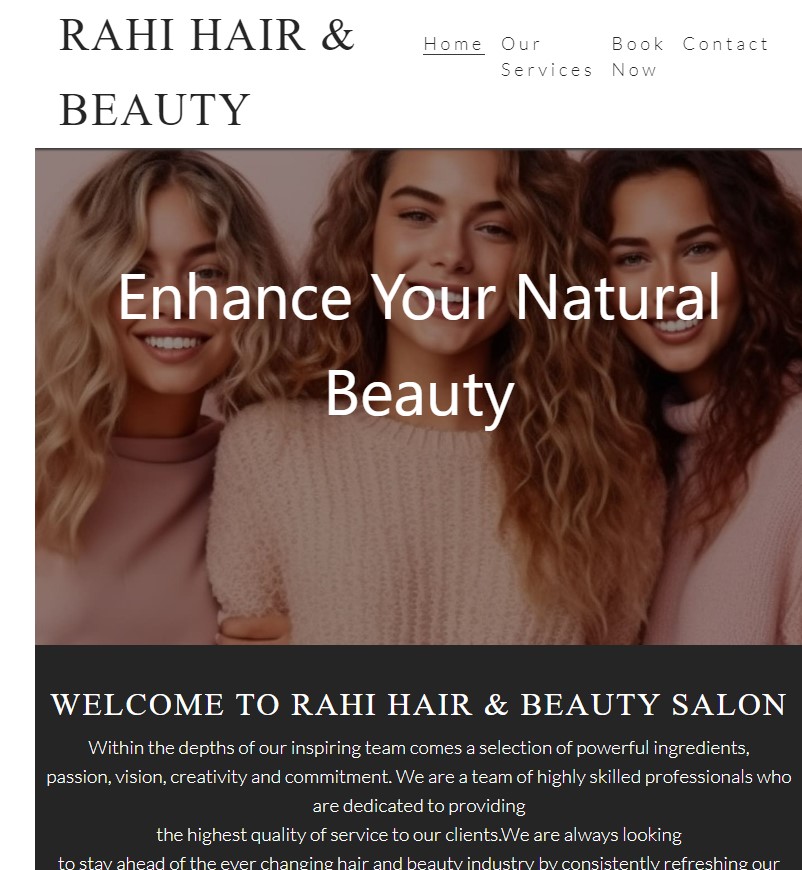 RAHI HAIR &
BEAUTY
Home Our Services Book Now Contact
Enhance Your Natural
Beauty
WELCOME TO RAHI HAIR & BEAUTY SALON
Within the depths of our inspiring team comes a selection of powerful ingredients,
passion, vision, creativity and commitment. We are a team of highly skilled professionals who
are dedicated to providing
the highest quality of service to our clients.We are always looking
to stay ahead of the ever changing hair and beauty industry by consistently refreshing our